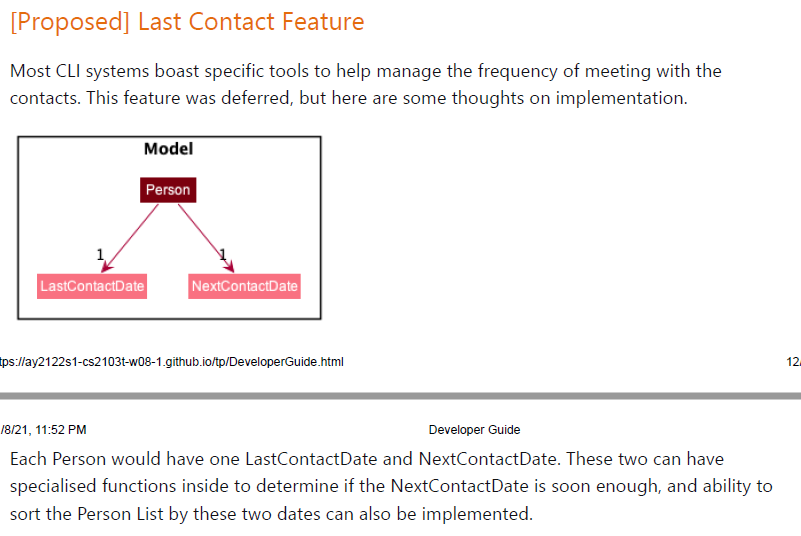 [Proposed] Last Contact Feature
Most CLI systems boast specific tools to help manage the frequency of meeting with the
contacts. This feature was deferred, but here are some thoughts on implementation.
Model
Person
1
1
LastContactDate
NextContactDate
tps://ay2122s1-cs2103t-w08-1.github.io/tp/DeveloperGuide.html
12/
/8/21, 11:52 PM
Developer Guide
Each Person would have one LastContactDate and NextContactDate. These two can have
specialised functions inside to determine if the NextContactDate is soon enough, and ability to
sort the Person List by these two dates can also be implemented.